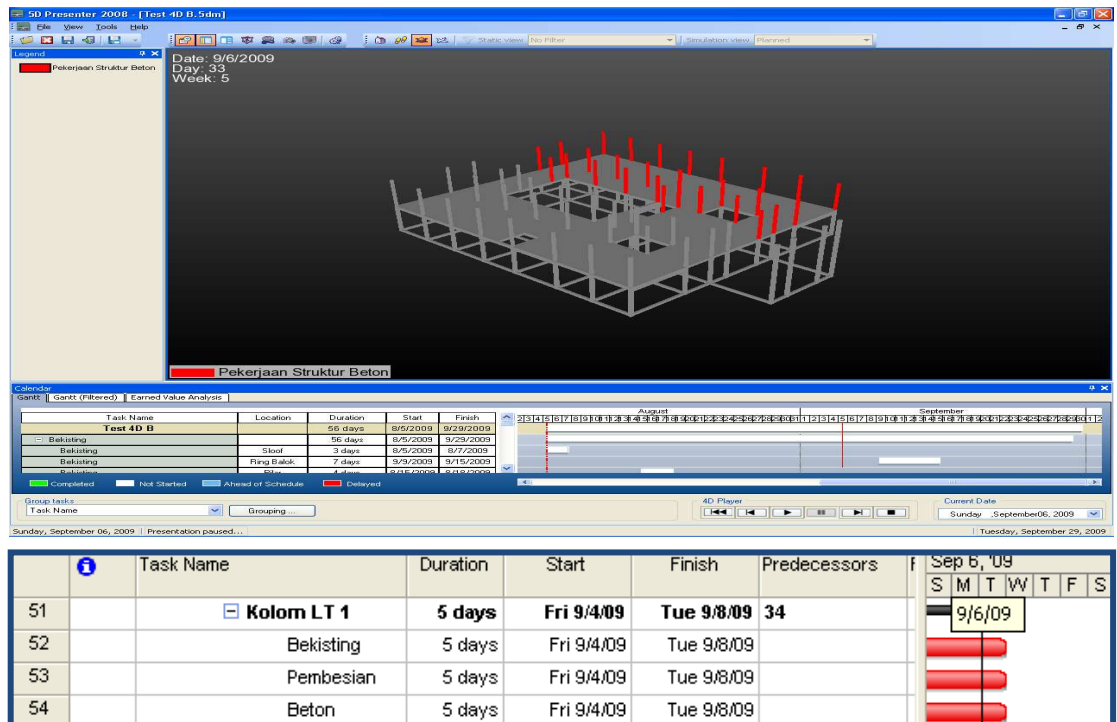 5D Presenter 2008 - [Test 4D B.5dm]
File View Tools Help
Static view No Filter Simulation view Planned
Legend
Pekerjaan Struktur Beton
Date: 9/6/2009
Day: 33
Week: 5
Pekerjaan Struktur Beton
Calendar
Gantt Gantt (Filtered) Earned Value Analysis
Task Name Location Duration Start Finish August September
Test 4D B 56 days 8/5/2009 9/29/2009
Bekisting 56 days 8/5/2009 9/29/2009
Bekisting Sloof 3 days 8/5/2009 8/7/2009
Bekisting Ring Balok 7 days 9/9/2009 9/15/2009
Completed Not Started Ahead of Schedule Delayed
Group tasks 4D Player Current Date
Task Name Grouping ... Sunday ,September06, 2009
Sunday, September 06, 2009 Presentation paused... Tuesday, September 29, 2009
Task Name Duration Start Finish Predecessors Sep 6, '09
S M T W T F S
51 Kolom LT 1 5 days Fri 9/4/09 Tue 9/8/09 34 9/6/09
52 Bekisting 5 days Fri 9/4/09 Tue 9/8/09
53 Pembesian 5 days Fri 9/4/09 Tue 9/8/09
54 Beton 5 days Fri 9/4/09 Tue 9/8/09